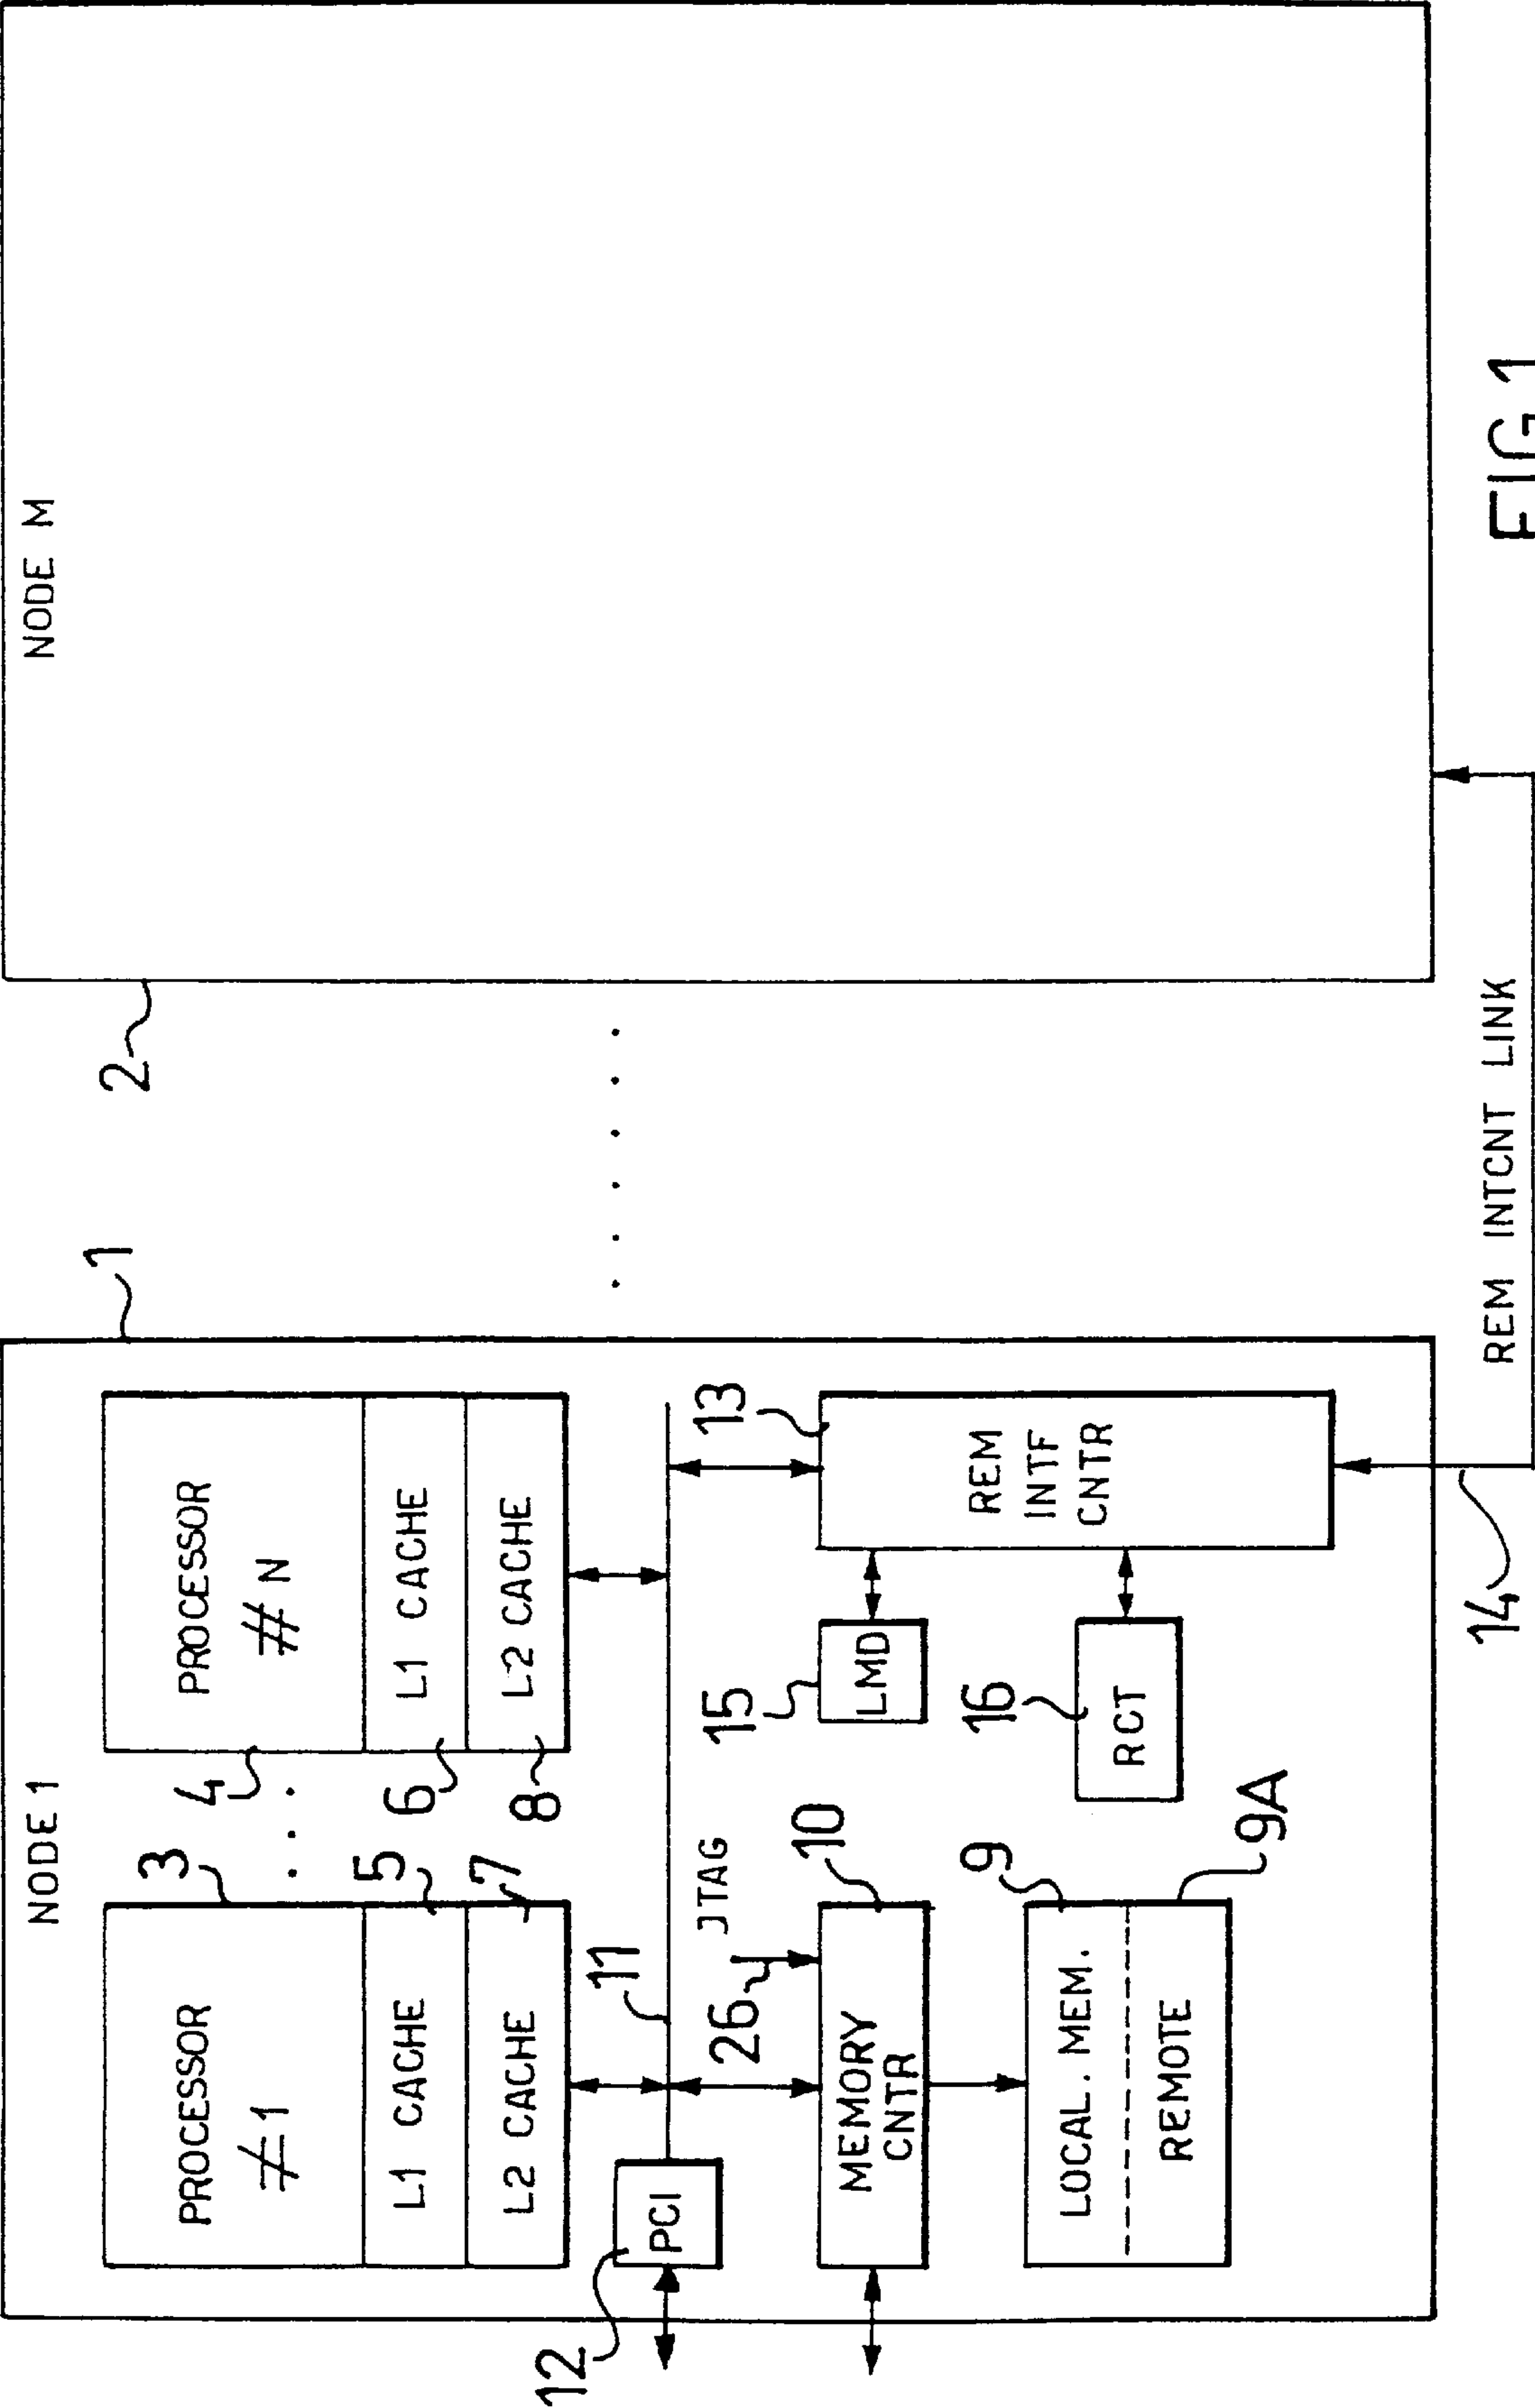 NODE 1
NODE M
1
2
3
4
PROCESSOR
#1
PROCESSOR
# N
5
L1 CACHE
6
L1 CACHE
7
L2 CACHE
8
L2 CACHE
11
12
PCI
JTAG
26
10
MEMORY
CNTR
13
REM
INTF
CNTR
15
LMD
16
RCT
9
LOCAL. MEM.
REMOTE
9A
14
REM INTCNT LINK
FIG 1